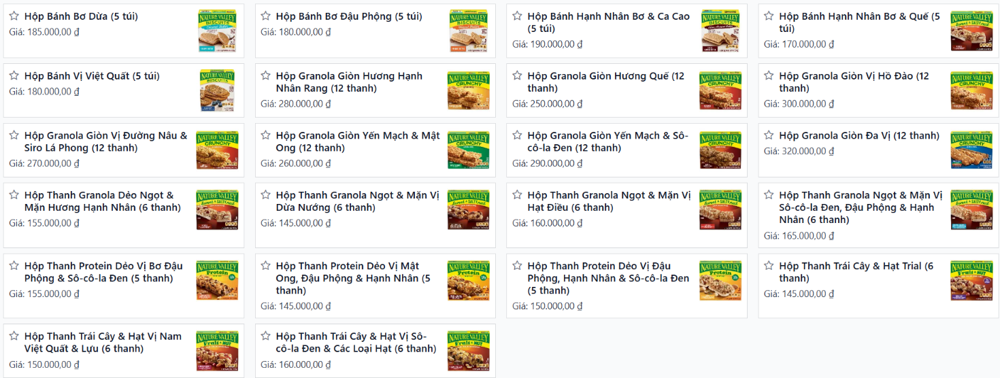 Hộp Bánh Bơ Dừa (5 túi)
Giá: 185.000,00 ₫
Hộp Bánh Bơ Đậu Phộng (5 túi)
Giá: 180.000,00 ₫
Hộp Bánh Hạnh Nhân Bơ & Ca Cao
(5 túi)
Giá: 190.000,00 ₫
Hộp Bánh Hạnh Nhân Bơ & Quế (5
túi)
Giá: 170.000,00 ₫
Hộp Bánh Vị Việt Quất (5 túi)
Giá: 180.000,00 ₫
Hộp Granola Giòn Hương Hạnh
Nhân Rang (12 thanh)
Giá: 280.000,00 ₫
Hộp Granola Giòn Hương Quế (12
thanh)
Giá: 250.000,00 ₫
Hộp Granola Giòn Vị Hồ Đào (12
thanh)
Giá: 300.000,00 ₫
Hộp Granola Giòn Vị Đường Nâu &
Siro Lá Phong (12 thanh)
Giá: 270.000,00 ₫
Hộp Granola Giòn Yến Mạch & Mật
Ong (12 thanh)
Giá: 260.000,00 ₫
Hộp Granola Giòn Yến Mạch & Sô-
cô-la Đen (12 thanh)
Giá: 290.000,00 ₫
Hộp Granola Giòn Đa Vị (12 thanh)
Giá: 320.000,00 ₫
Hộp Thanh Granola Dẻo Ngọt &
Mặn Hương Hạnh Nhân (6 thanh)
Giá: 155.000,00 ₫
Hộp Thanh Granola Ngọt & Mặn Vị
Dừa Nướng (6 thanh)
Giá: 145.000,00 ₫
Hộp Thanh Granola Ngọt & Mặn Vị
Hạt Điều (6 thanh)
Giá: 160.000,00 ₫
Hộp Thanh Granola Ngọt & Mặn Vị
Sô-cô-la Đen, Đậu Phộng & Hạnh
Nhân (6 thanh)
Giá: 165.000,00 ₫
Hộp Thanh Protein Dẻo Vị Bơ Đậu
Phộng & Sô-cô-la Đen (5 thanh)
Giá: 155.000,00 ₫
Hộp Thanh Protein Dẻo Vị Mật
Ong, Đậu Phộng & Hạnh Nhân (5
thanh)
Giá: 145.000,00 ₫
Hộp Thanh Protein Dẻo Vị Đậu
Phộng, Hạnh Nhân & Sô-cô-la Đen
(5 thanh)
Giá: 150.000,00 ₫
Hộp Thanh Trái Cây & Hạt Trial (6
thanh)
Giá: 145.000,00 ₫
Hộp Thanh Trái Cây & Hạt Vị Nam
Việt Quất & Lựu (6 thanh)
Giá: 150.000,00 ₫
Hộp Thanh Trái Cây & Hạt Vị Sô-
cô-la Đen & Các Loại Hạt (6 thanh)
Giá: 160.000,00 ₫